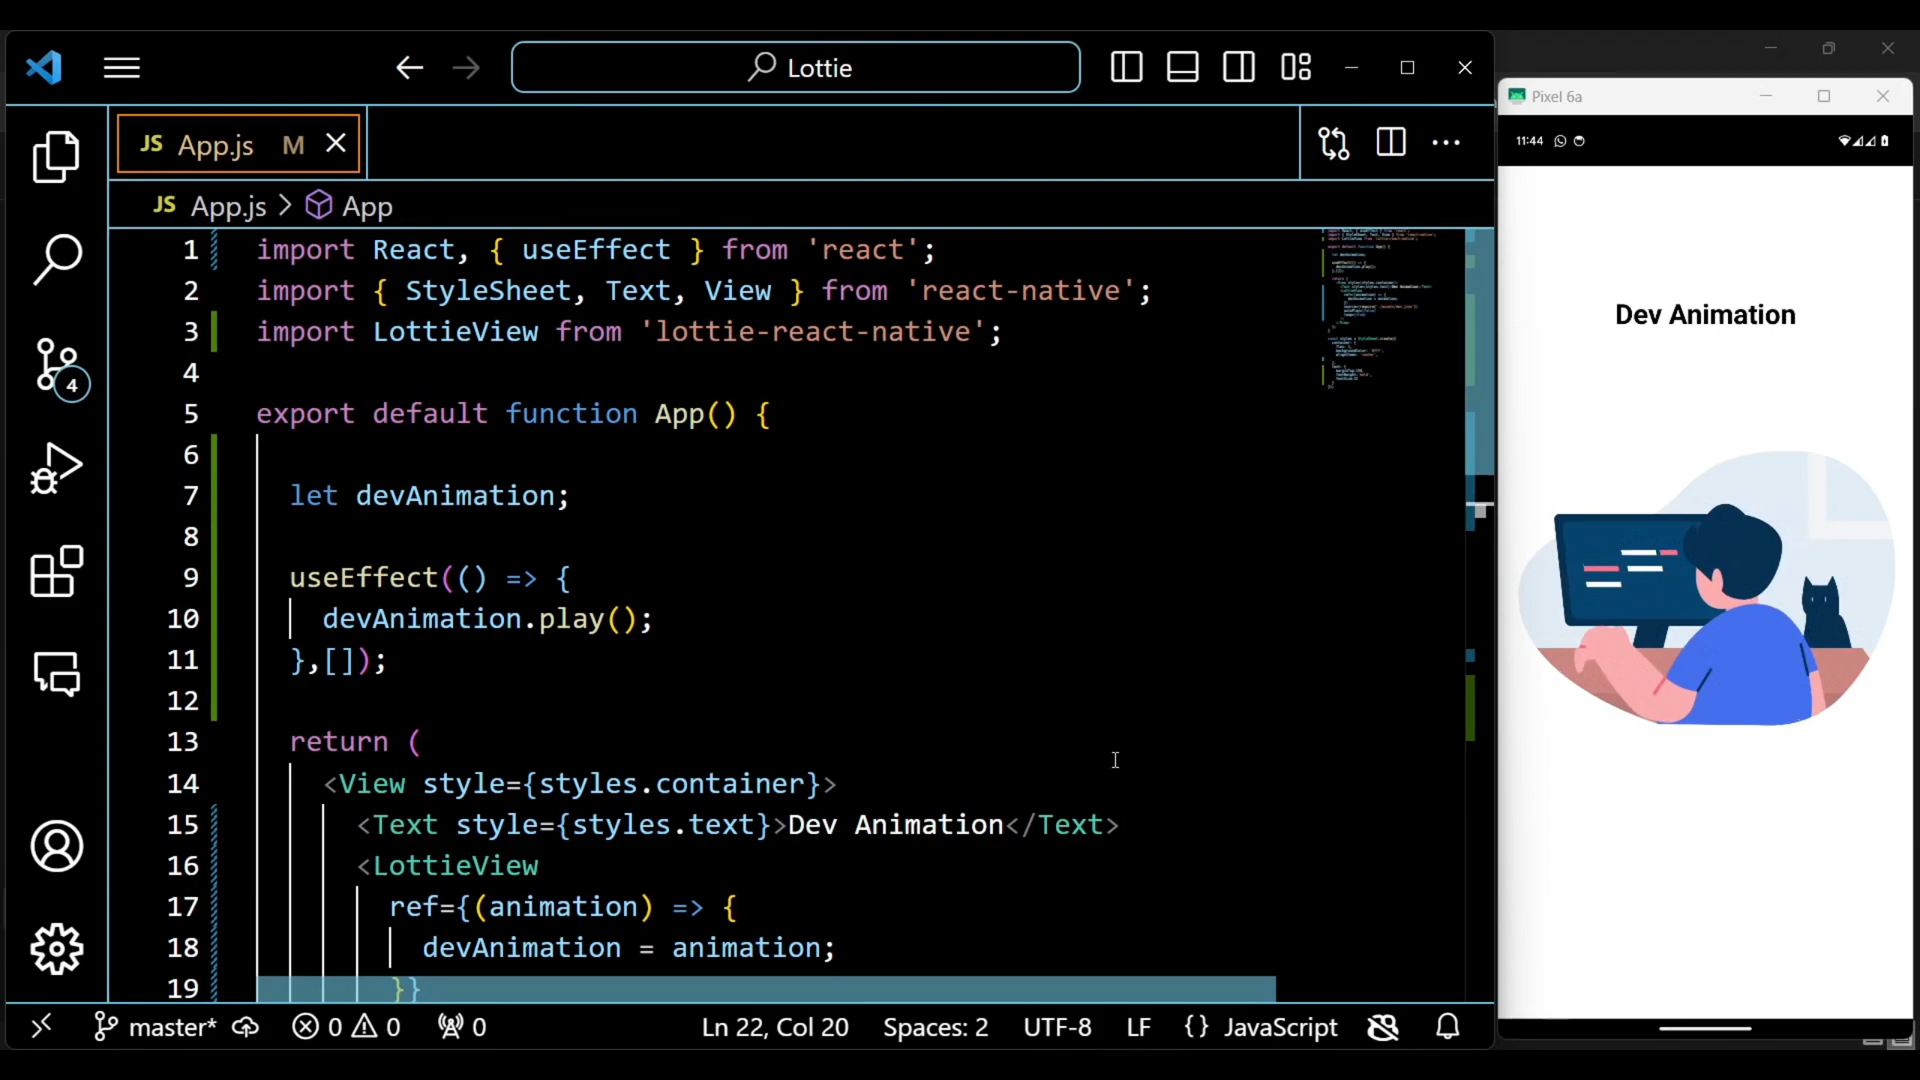 Lottie
JS App.js M
JS App.js > App
1 import React, { useEffect } from 'react';
2 import { StyleSheet, Text, View } from 'react-native';
3 import LottieView from 'lottie-react-native';
4
5 export default function App() {
6
7 let devAnimation;
8
9 useEffect(() => {
10 devAnimation.play();
11 },[]);
12
13 return (
14 <View style={styles.container}>
15 <Text style={styles.text}>Dev Animation</Text>
16 <LottieView
17 ref={(animation) => {
18 devAnimation = animation;
19 }}
4
master* 0 0 0 Ln 22, Col 20 Spaces: 2 UTF-8 LF {} JavaScript
Pixel 6a
11:44
Dev Animation